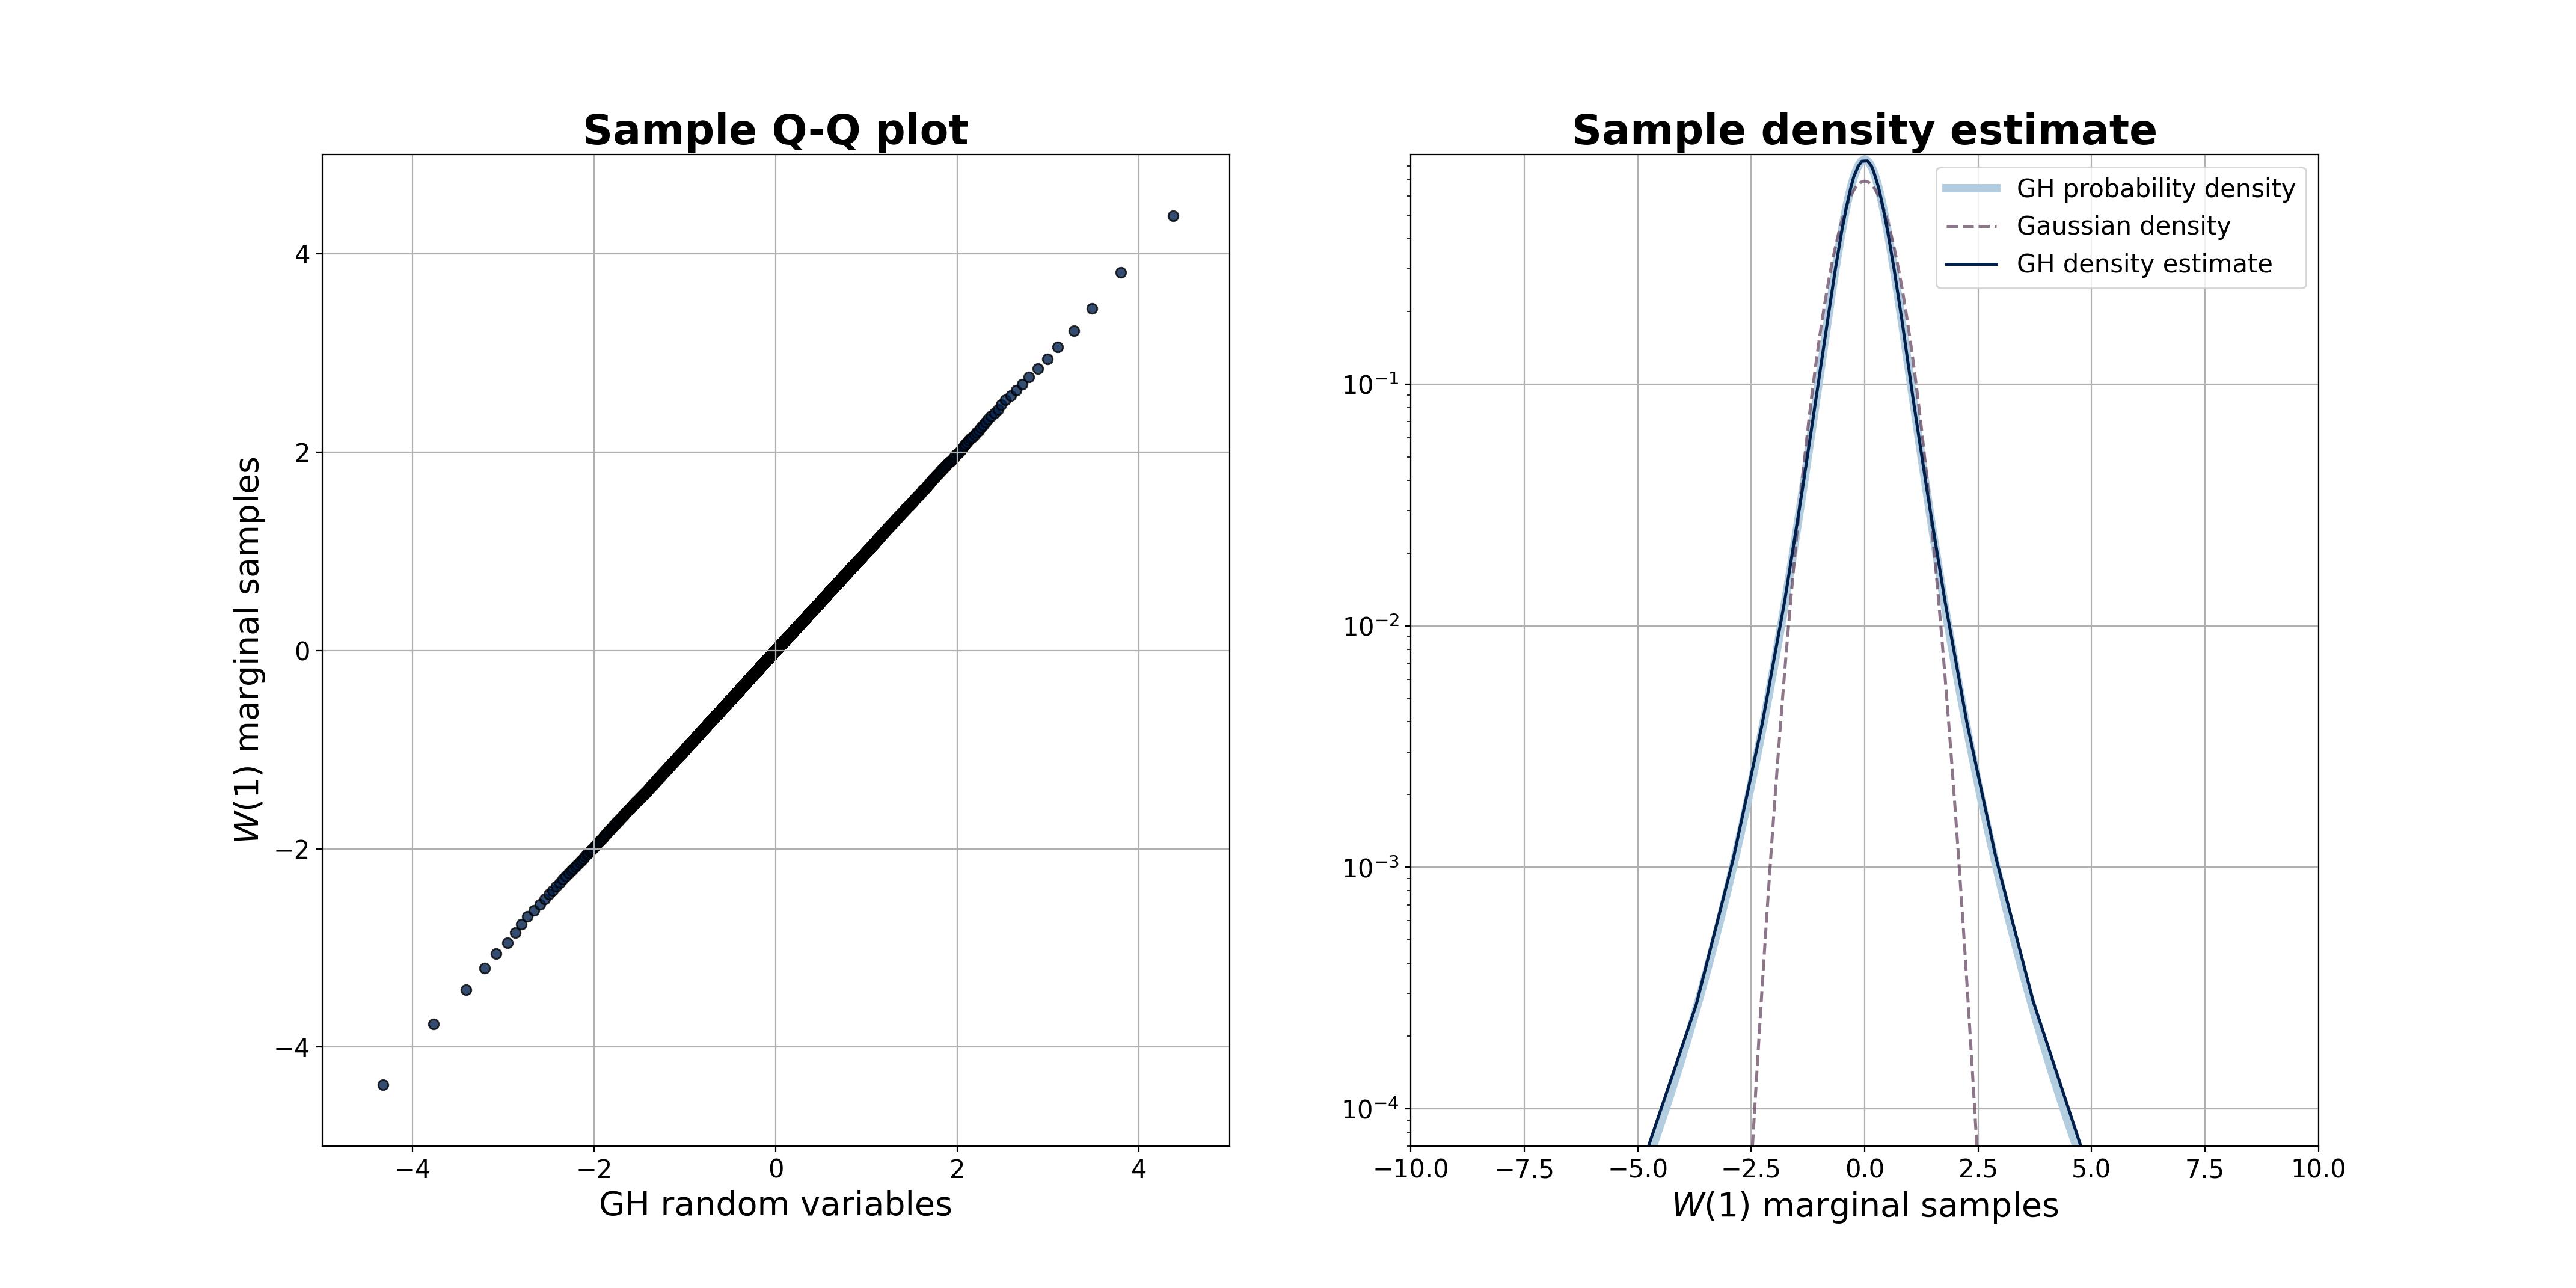 Sample Q-Q plot
4
2
0
−2
−4
W(1) marginal samples
−4 −2 0 2 4
GH random variables
Sample density estimate
GH probability density
Gaussian density
GH density estimate
10⁻¹
10⁻²
10⁻³
10⁻⁴
−10.0 −7.5 −5.0 −2.5 0.0 2.5 5.0 7.5 10.0
W(1) marginal samples